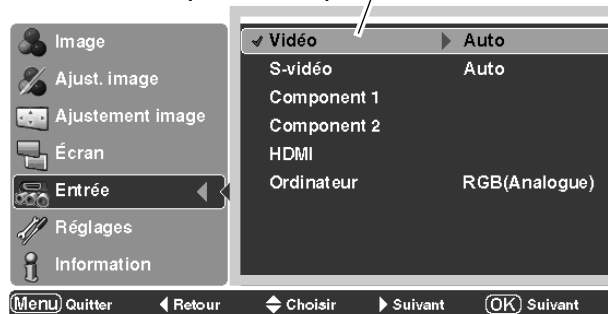 Image
Ajust. image
Ajustement image
Écran
Entrée
Réglages
Information
Vidéo Auto
S-vidéo Auto
Component 1
Component 2
HDMI
Ordinateur RGB(Analogue)
Menu Quitter Retour Choisir Suivant OK Suivant